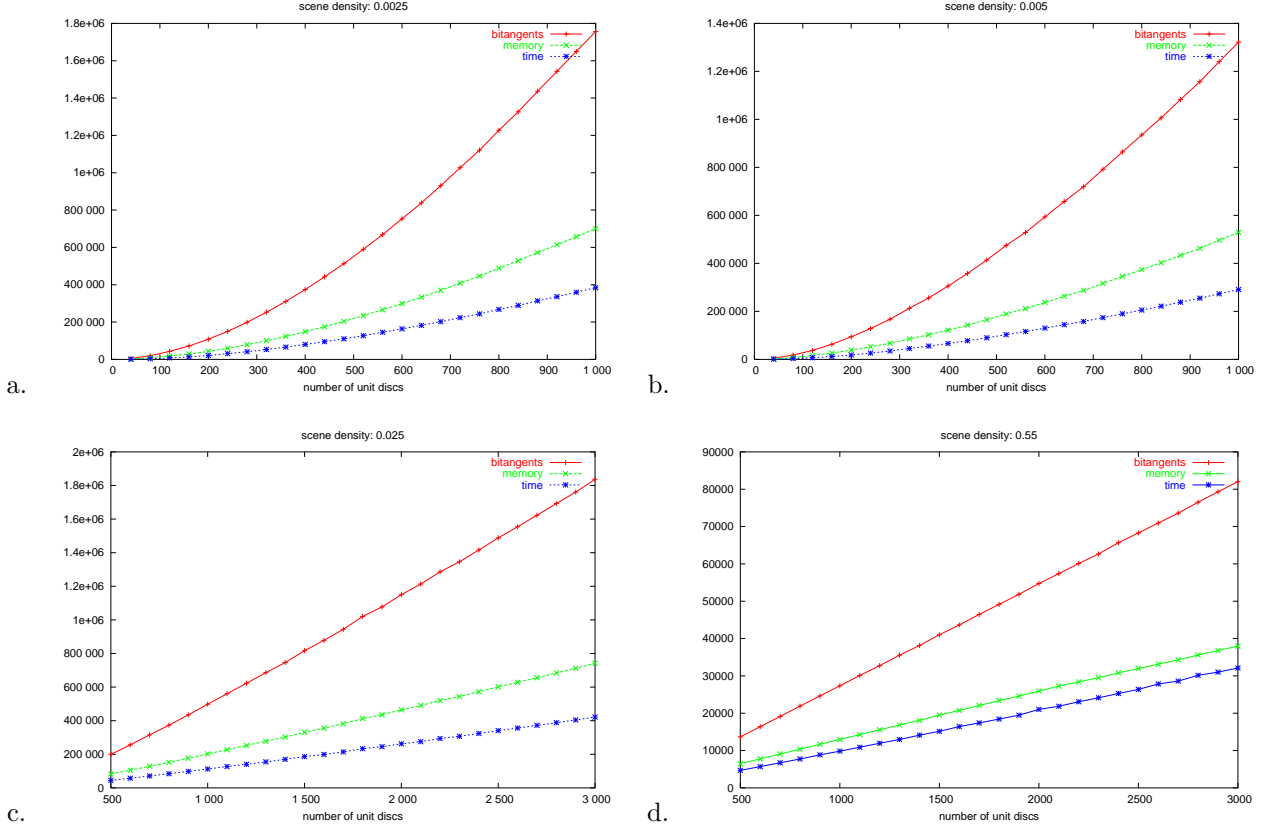 scene density: 0.0025
1.8e+06
1.6e+06
1.4e+06
1.2e+06
1e+06
800 000
600 000
400 000
200 000
0
bitangents
memory
time
0 100 200 300 400 500 600 700 800 900 1 000
number of unit discs
a.
scene density: 0.005
1.4e+06
1.2e+06
1e+06
800 000
600 000
400 000
200 000
0
bitangents
memory
time
0 100 200 300 400 500 600 700 800 900 1 000
number of unit discs
b.
scene density: 0.025
2e+06
1.8e+06
1.6e+06
1.4e+06
1.2e+06
1e+06
800 000
600 000
400 000
200 000
0
bitangents
memory
time
500 1 000 1 500 2 000 2 500 3 000
number of unit discs
c.
scene density: 0.55
90000
80000
70000
60000
50000
40000
30000
20000
10000
0
bitangents
memory
time
500 1000 1500 2000 2500 3000
number of unit discs
d.